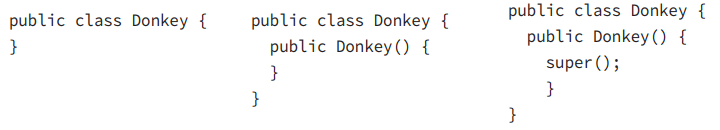 public class Donkey {
}
public class Donkey {
  public Donkey() {
  }
}
public class Donkey {
  public Donkey() {
    super();
    }
}